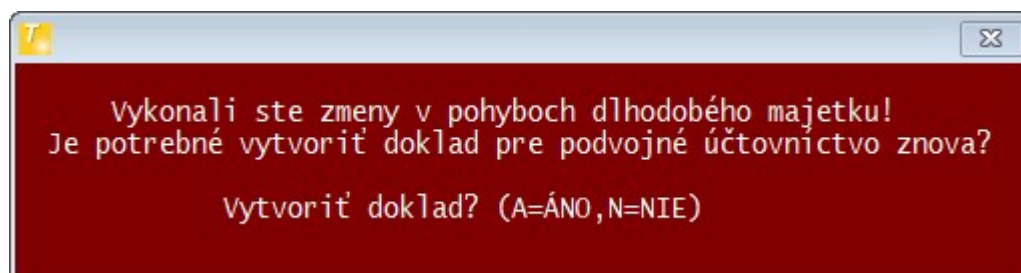 Vykonali ste zmeny v pohyboch dlhodobého majetku!
Je potrebné vytvoriť doklad pre podvojné účtovníctvo znova?
Vytvoriť doklad? (A=ÁNO,N=NIE)